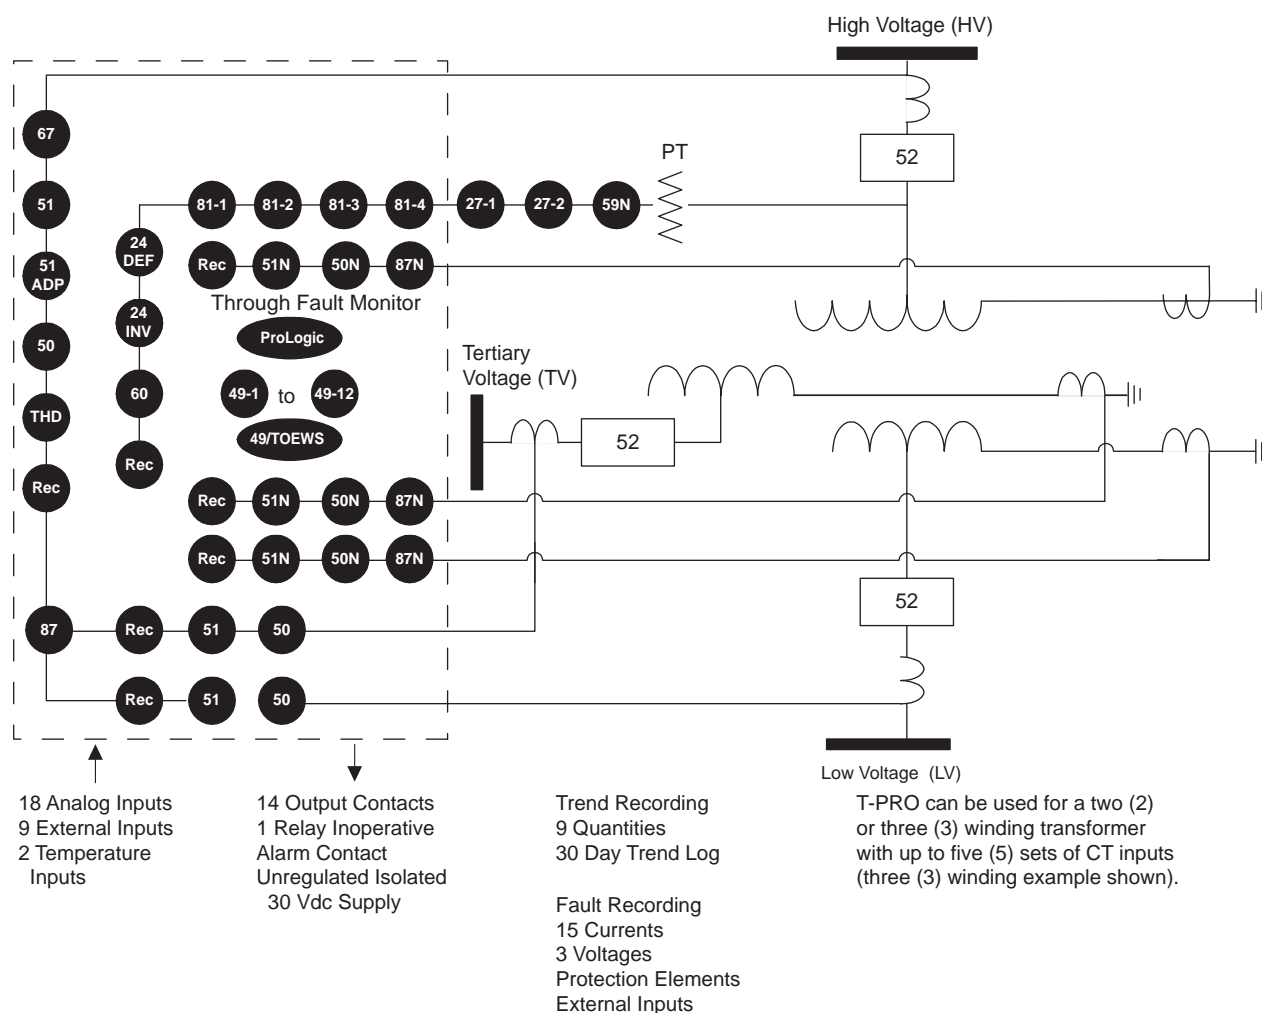 High Voltage (HV)
52
PT
67
51
51
ADP
50
THD
Rec
24
DEF
24
INV
60
Rec
81-1 81-2 81-3 81-4 27-1 27-2 59N
Rec 51N 50N 87N
Through Fault Monitor
ProLogic
49-1 to 49-12
49/TOEWS
Tertiary
Voltage (TV)
52
Rec 51N 50N 87N
Rec 51N 50N 87N
87 Rec 51 50
Rec 51 50
52
Low Voltage (LV)
18 Analog Inputs
9 External Inputs
2 Temperature
Inputs
14 Output Contacts
1 Relay Inoperative
Alarm Contact
Unregulated Isolated
30 Vdc Supply
Trend Recording
9 Quantities
30 Day Trend Log
Fault Recording
15 Currents
3 Voltages
Protection Elements
External Inputs
T-PRO can be used for a two (2)
or three (3) winding transformer
with up to five (5) sets of CT inputs
(three (3) winding example shown).